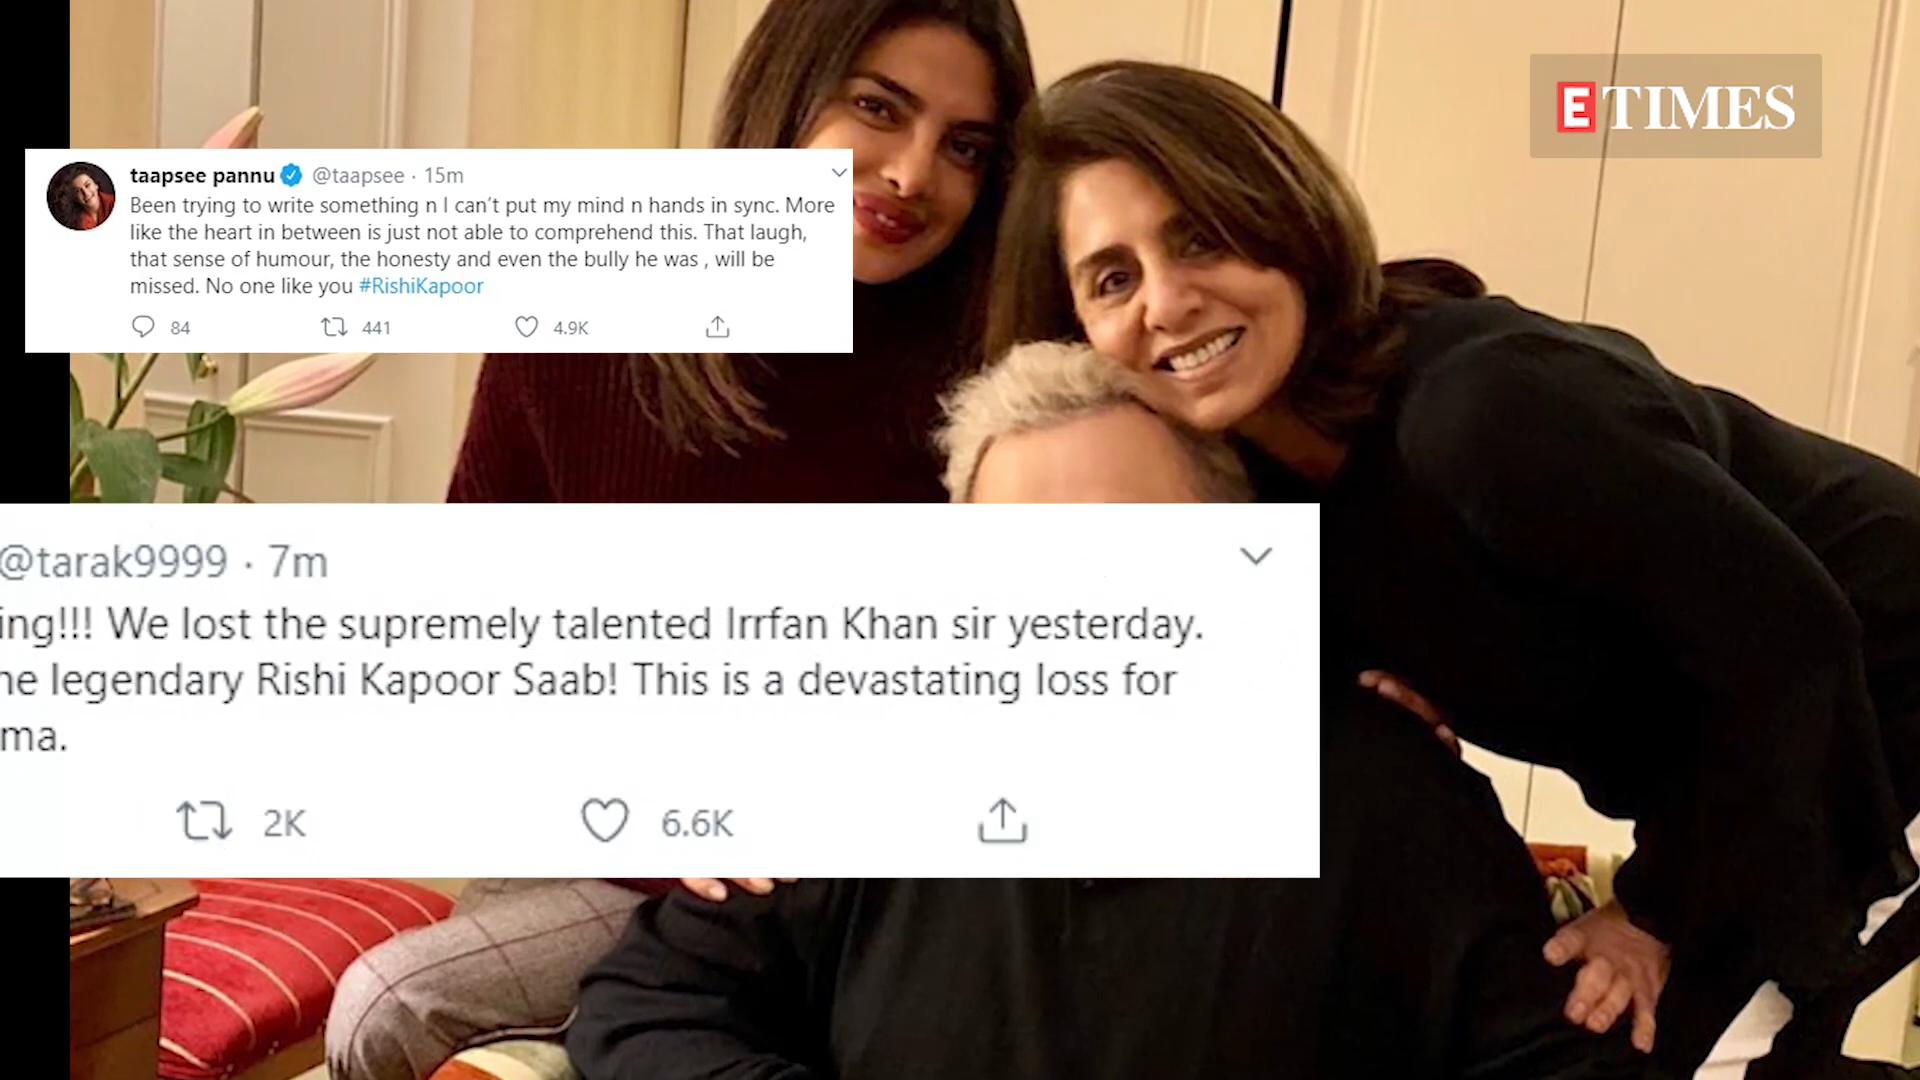 E TIMES
taapsee pannu @taapsee · 15m
Been trying to write something n I can't put my mind n hands in sync. More
like the heart in between is just not able to comprehend this. That laugh,
that sense of humour, the honesty and even the bully he was , will be
missed. No one like you #RishiKapoor
84 441 4.9K
@tarak9999 · 7m
ing!!! We lost the supremely talented Irrfan Khan sir yesterday.
he legendary Rishi Kapoor Saab! This is a devastating loss for
ma.
2K 6.6K